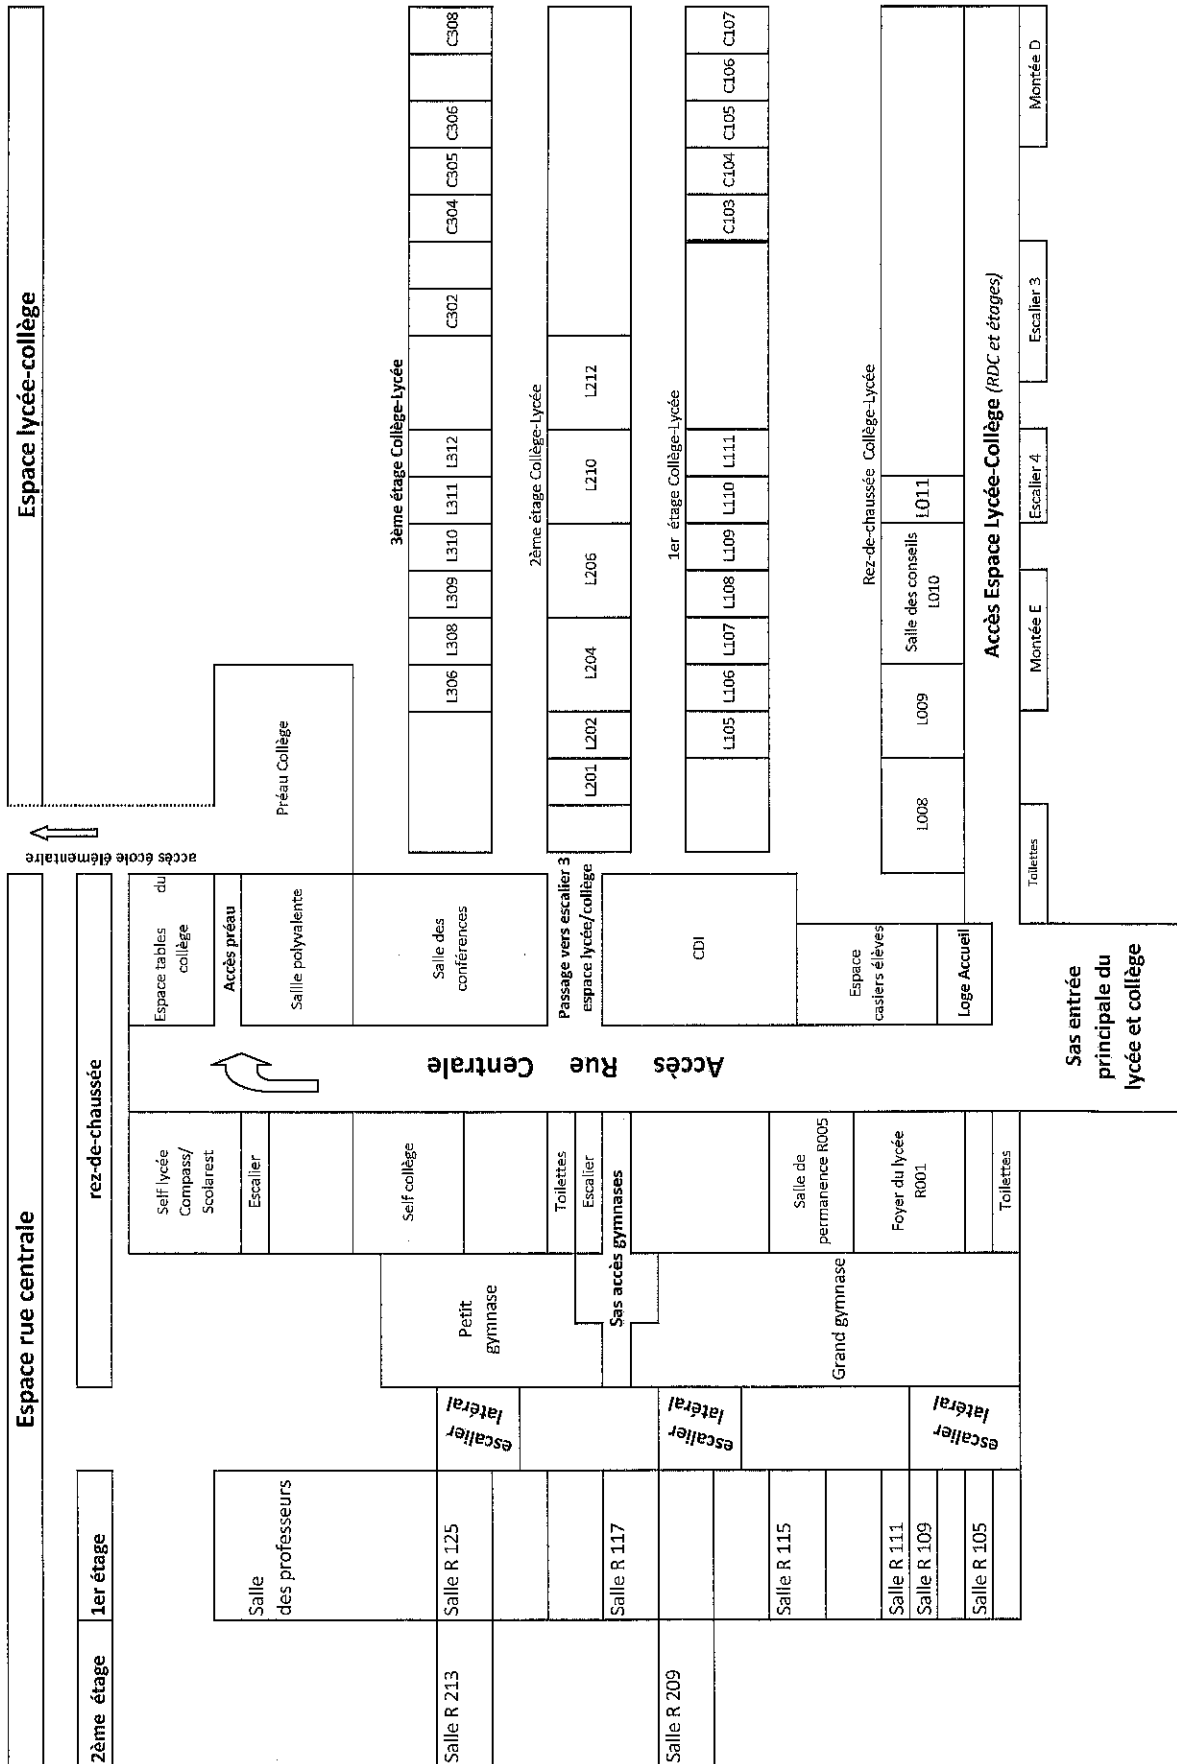 Espace rue centrale
Espace lycée-collège
2ème étage
1er étage
rez-de-chaussée
accès école élémentaire
Salle
des professeurs
Salle R 213
Salle R 125
Salle R 117
Salle R 209
Salle R 115
Salle R 111
Salle R 109
Salle R 105
escalier
latéral
escalier
latéral
escalier
latéral
Petit
gymnase
Sas accès gymnases
Grand gymnase
Self lycée
Compass/
Scolarest
Escalier
Self collège
Toilettes
Escalier
Salle de
permanence R005
Foyer du lycée
R001
Toilettes
Accès Rue Centrale
Espace tables du
collège
Accès préau
Saille polyvalente
Salle des
conférences
Passage vers escalier 3
espace lycée/collège
CDI
Espace
casiers élèves
Loge Accueil
Sas entrée
principale du
lycée et collège
Préau Collège
3ème étage Collège-Lycée
L306
L308
L309
L310
L311
L312
C302
C304
C305
C306
C308
2ème étage Collège-Lycée
L201
L202
L204
L206
L210
L212
1er étage Collège-Lycée
L105
L106
L107
L108
L109
L110
L111
C103
C104
C105
C106
C107
Rez-de-chaussée Collège-Lycée
L008
L009
Salle des conseils
L010
L011
Accès Espace Lycée-Collège (RDC et étages)
Toilettes
Montée E
Escalier 4
Escalier 3
Montée D